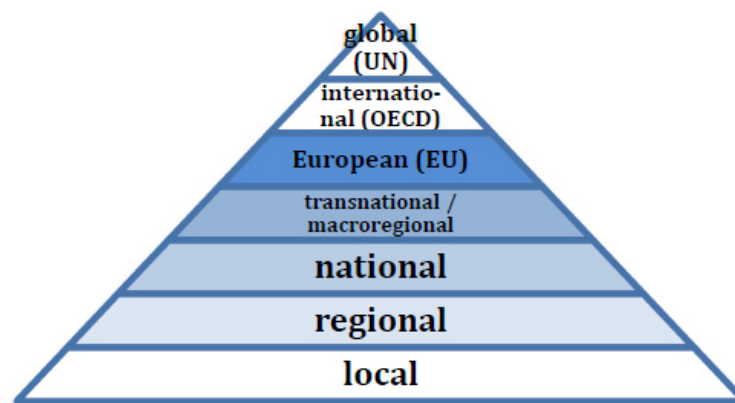 global
(UN)
internatio-
nal (OECD)
European (EU)
transnational /
macroregional
national
regional
local